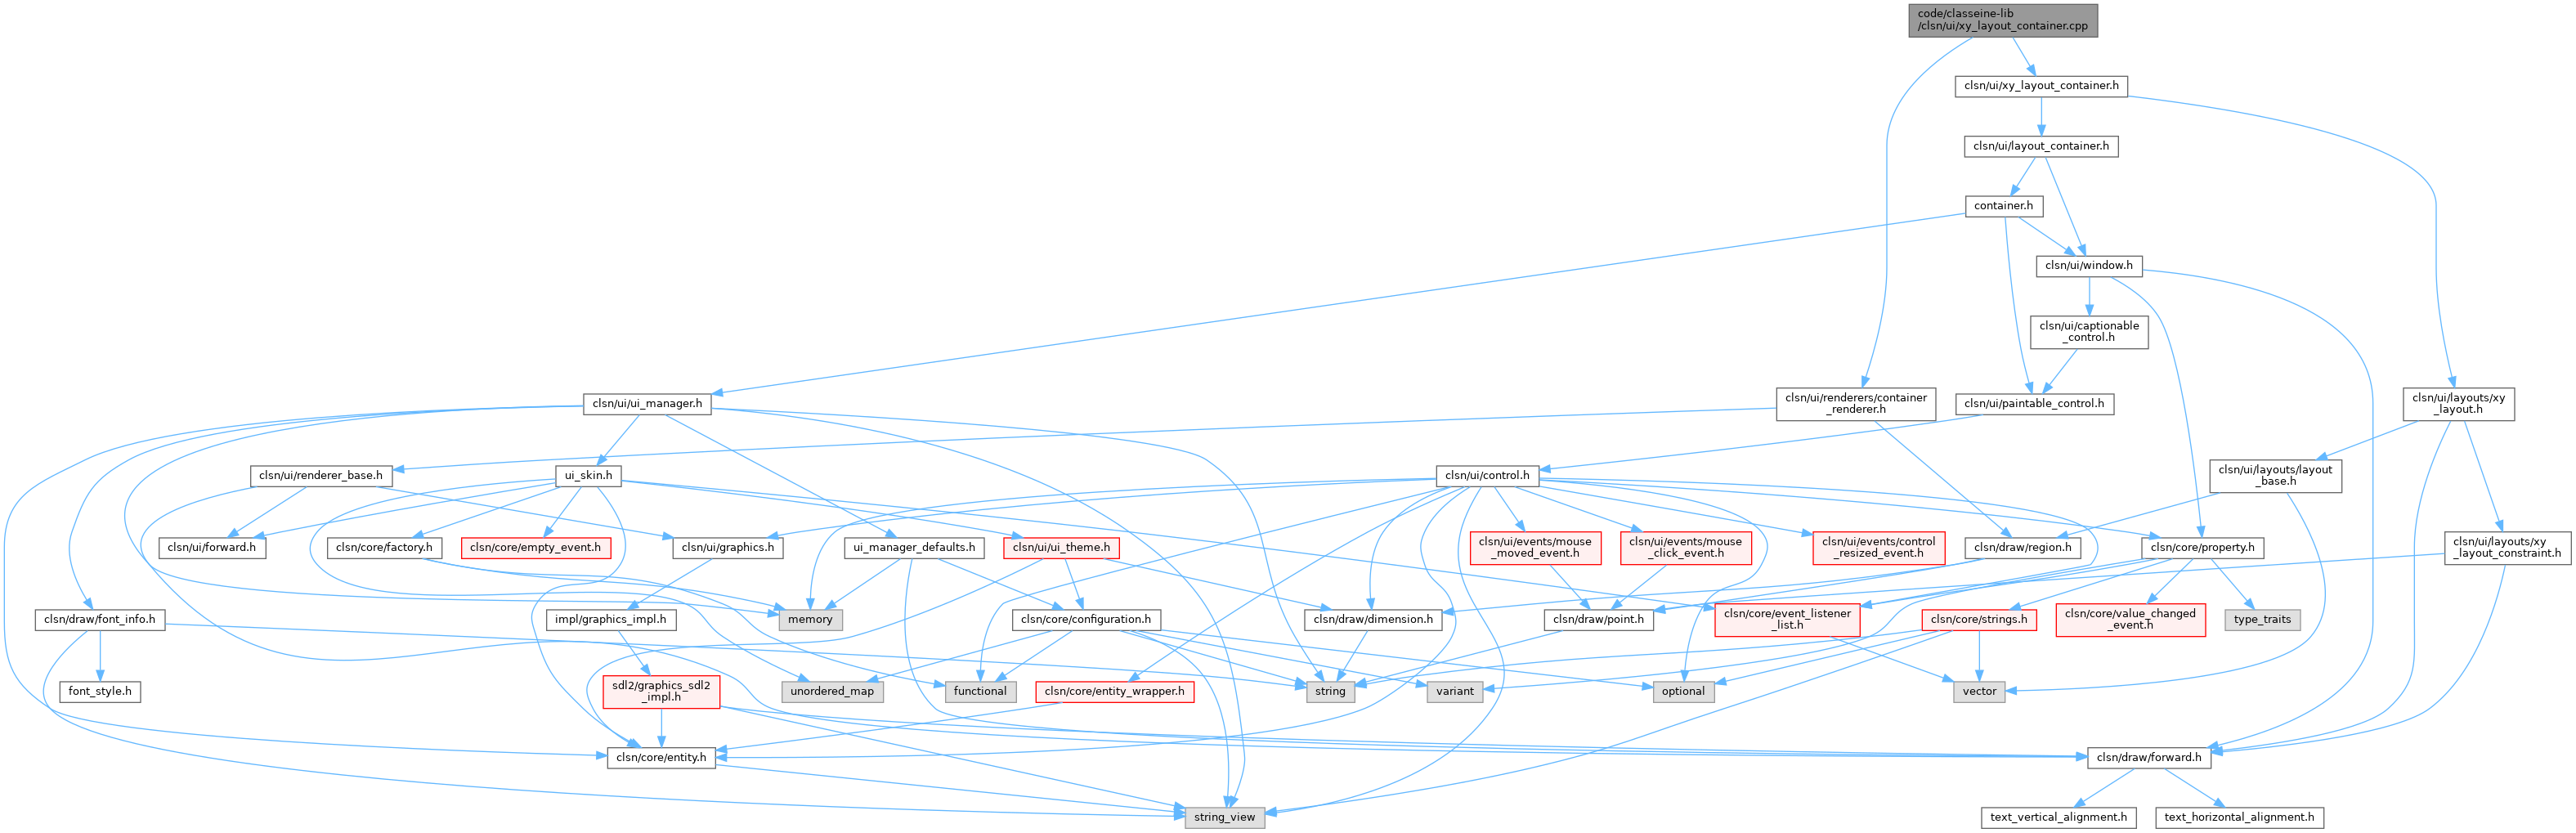 code/classeine-lib
/clsn/ui/xy_layout_container.cpp
clsn/ui/xy_layout_container.h
clsn/ui/layout_container.h
container.h
clsn/ui/window.h
clsn/ui/captionable
_control.h
clsn/ui/ui_manager.h
clsn/ui/renderers/container
_renderer.h
clsn/ui/paintable_control.h
clsn/ui/layouts/xy
_layout.h
clsn/ui/renderer_base.h
ui_skin.h
clsn/ui/control.h
clsn/ui/layouts/layout
_base.h
clsn/ui/forward.h
clsn/core/factory.h
clsn/core/empty_event.h
clsn/ui/graphics.h
ui_manager_defaults.h
clsn/ui/ui_theme.h
clsn/ui/events/mouse
_moved_event.h
clsn/ui/events/mouse
_click_event.h
clsn/ui/events/control
_resized_event.h
clsn/draw/region.h
clsn/core/property.h
clsn/ui/layouts/xy
_layout_constraint.h
clsn/draw/font_info.h
impl/graphics_impl.h
memory
clsn/core/configuration.h
clsn/draw/dimension.h
clsn/draw/point.h
clsn/core/event_listener
_list.h
clsn/core/strings.h
clsn/core/value_changed
_event.h
type_traits
font_style.h
sdl2/graphics_sdl2
_impl.h
unordered_map
functional
clsn/core/entity_wrapper.h
string
variant
optional
vector
clsn/core/entity.h
clsn/draw/forward.h
string_view
text_vertical_alignment.h
text_horizontal_alignment.h